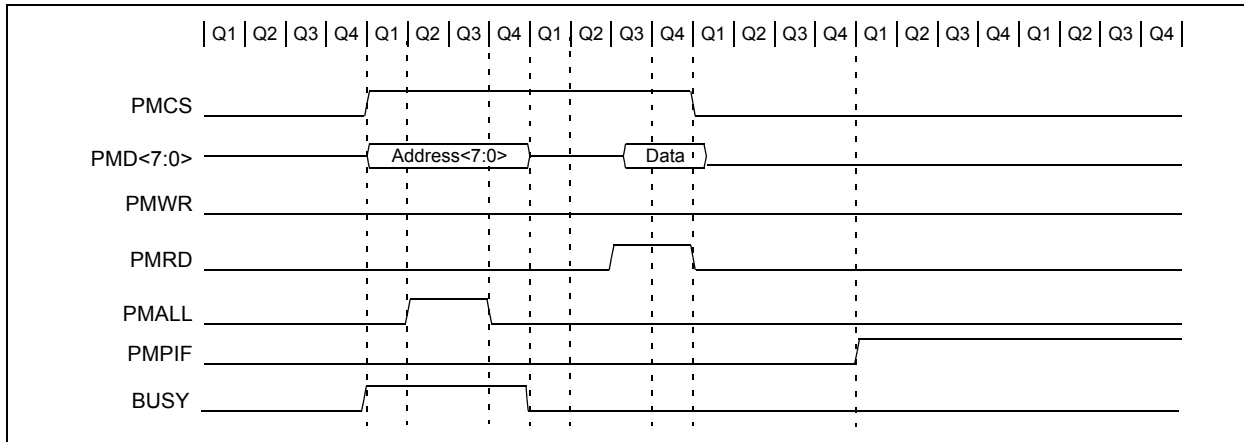 Q1 Q2 Q3 Q4 Q1 Q2 Q3 Q4 Q1 Q2 Q3 Q4 Q1 Q2 Q3 Q4 Q1 Q2 Q3 Q4 Q1 Q2 Q3 Q4
PMCS
PMD<7:0> Address<7:0> Data
PMWR
PMRD
PMALL
PMPIF
BUSY